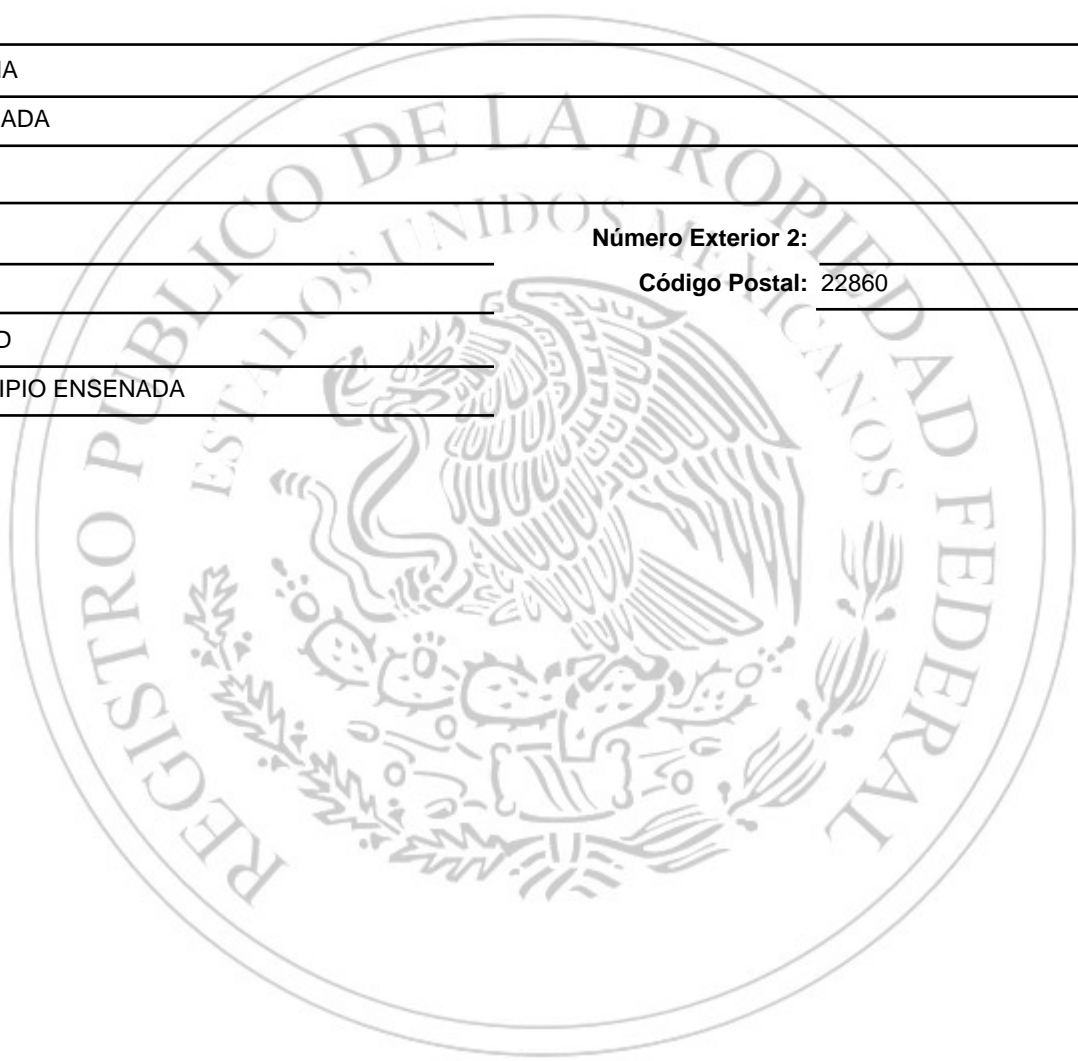 IA
ADA
Número Exterior 2:
Código Postal: 22860
D
IPIO ENSENADA
REGISTRO PUBLICO DE LA PROPIEDAD FEDERAL
ESTADOS UNIDOS MEXICANOS